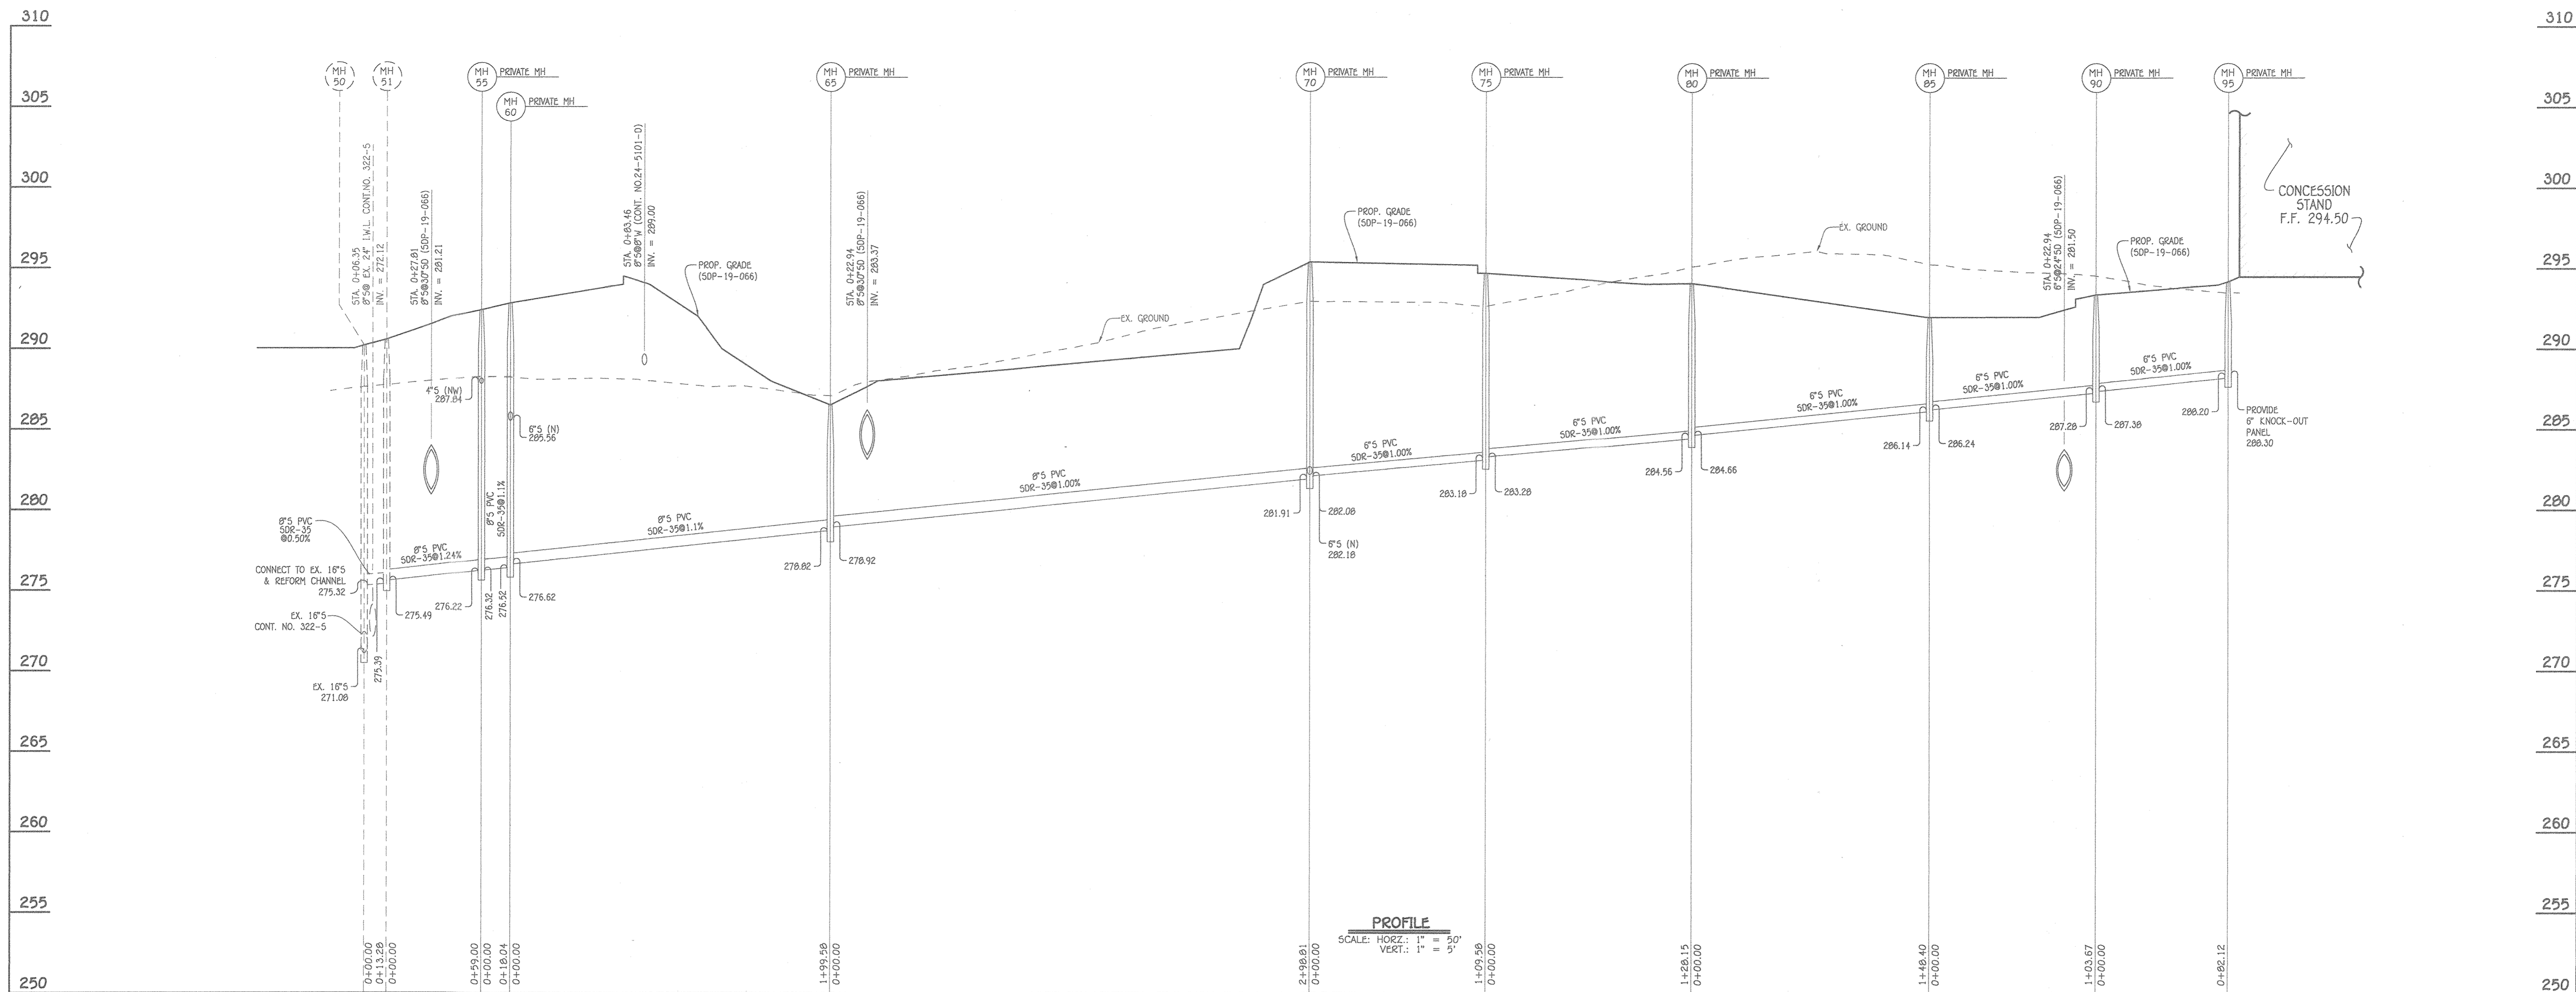 310
305
300
295
290
285
280
275
270
265
260
255
250
MH
50
MH
51
MH
55
PRIVATE MH
MH
60
PRIVATE MH
MH
65
PRIVATE MH
MH
70
PRIVATE MH
MH
75
PRIVATE MH
MH
80
PRIVATE MH
MH
85
PRIVATE MH
MH
90
PRIVATE MH
MH
95
PRIVATE MH
STA. 0+06.35
8"S@ EX. 24" I.W.L. CONT.NO. 322-S
INV = 272.12
STA. 0+27.81
8"S@30"SD (SDP-19-066)
INV. = 281.21
STA. 0+83.46
8"S@8"W (CONT. NO.24-5101-D)
INV. = 289.00
PROP. GRADE
(SDP-19-066)
STA. 0+22.94
8"S@30"SD (SDP-19-066)
INV = 283.37
EX. GROUND
PROP. GRADE
(SDP-19-066)
EX. GROUND
STA. 0+22.94
6"S@24"SD (SDP-19-066)
INV. = 281.50
PROP. GRADE
(SDP-19-066)
CONCESSION
STAND
F.F. 294.50
4"S (NW)
287.84
6"S (N)
285.56
8"S PVC
SDR-35
@0.50%
CONNECT TO EX. 16"S
& REFORM CHANNEL
275.32
EX. 16"S
CONT. NO. 322-S
EX. 16"S
271.08
275.39
8"S PVC
SDR-35@1.24%
275.49
276.22
276.32
8"S PVC
SDR-35@1.1%
276.52
276.62
8"S PVC
SDR-35@1.1%
278.82
278.92
8"S PVC
SDR-35@1.00%
281.91
282.08
6"S (N)
282.18
6"S PVC
SDR-35@1.00%
283.18
283.28
6"S PVC
SDR-35@1.00%
284.56
284.66
6"S PVC
SDR-35@1.00%
286.14
286.24
6"S PVC
SDR-35@1.00%
287.28
287.38
6"S PVC
SDR-35@1.00%
288.20
PROVIDE
6" KNOCK-OUT
PANEL
288.30
0+00.00
0+13.28
0+00.00
0+59.00
0+00.00
0+18.04
0+00.00
1+99.58
0+00.00
2+98.81
0+00.00
1+09.58
0+00.00
1+28.15
0+00.00
1+48.40
0+00.00
1+03.67
0+00.00
0+82.12
PROFILE
SCALE: HORZ.: 1" = 50'
VERT.: 1" = 5'
310
305
300
295
290
285
280
275
270
265
260
255
250